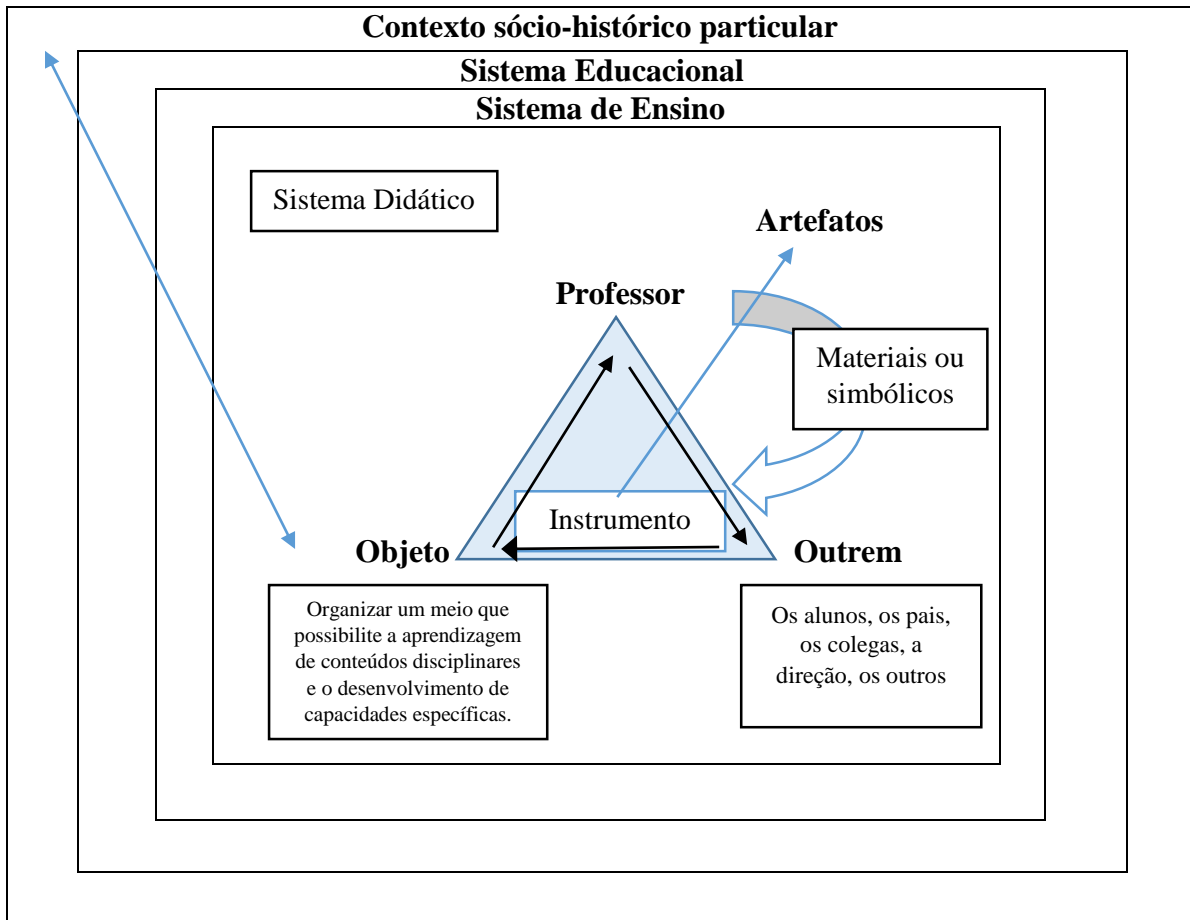 Contexto sócio-histórico particular
Sistema Educacional
Sistema de Ensino
Sistema Didático
Artefatos
Professor
Materiais ou
simbólicos
Instrumento
Objeto
Outrem
Organizar um meio que
possibilite a aprendizagem
de conteúdos disciplinares
e o desenvolvimento de
capacidades específicas.
Os alunos, os pais,
os colegas, a
direção, os outros